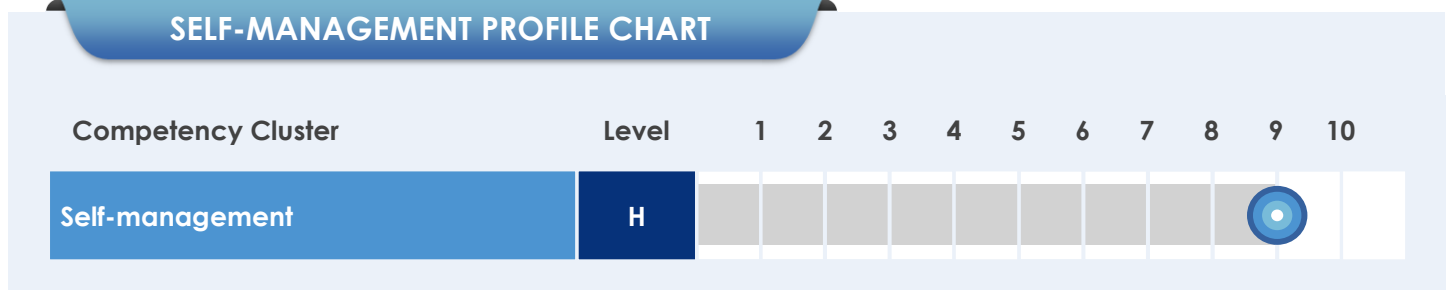 SELF-MANAGEMENT PROFILE CHART
Competency Cluster Level 1 2 3 4 5 6 7 8 9 10
Self-management H